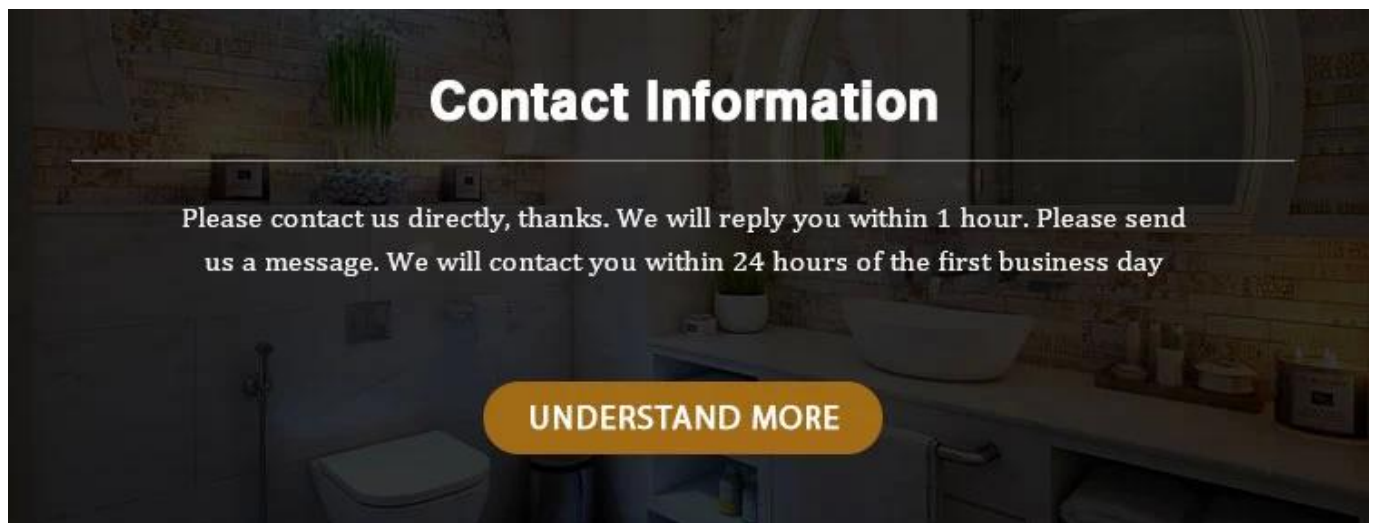 Contact Information
Please contact us directly, thanks. We will reply you within 1 hour. Please send
us a message. We will contact you within 24 hours of the first business day
UNDERSTAND MORE